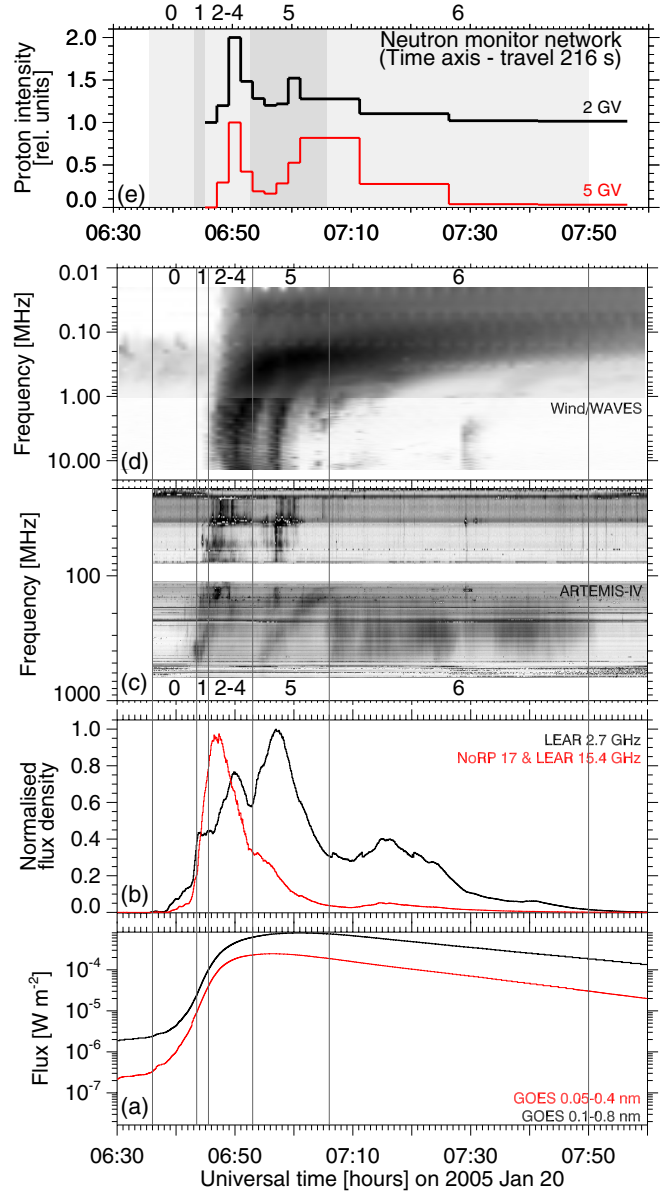 0 1 2-4 5 6
Neutron monitor network
(Time axis - travel 216 s)
Proton intensity
[rel. units]
2.0
1.5
1.0
0.5
0.0
2 GV
5 GV
(e)
06:30 06:50 07:10 07:30 07:50
0 1 2-4 5 6
Frequency [MHz]
0.01
0.10
1.00
10.00
Wind/WAVES
(d)
Frequency [MHz]
100
1000
ARTEMIS-IV
(c)
0 1 2-4 5 6
Normalised
flux density
1.0
0.8
0.6
0.4
0.2
0.0
LEAR 2.7 GHz
NoRP 17 & LEAR 15.4 GHz
(b)
Flux [W m-2]
10-4
10-5
10-6
10-7
(a)
GOES 0.05-0.4 nm
GOES 0.1-0.8 nm
06:30 06:50 07:10 07:30 07:50
Universal time [hours] on 2005 Jan 20